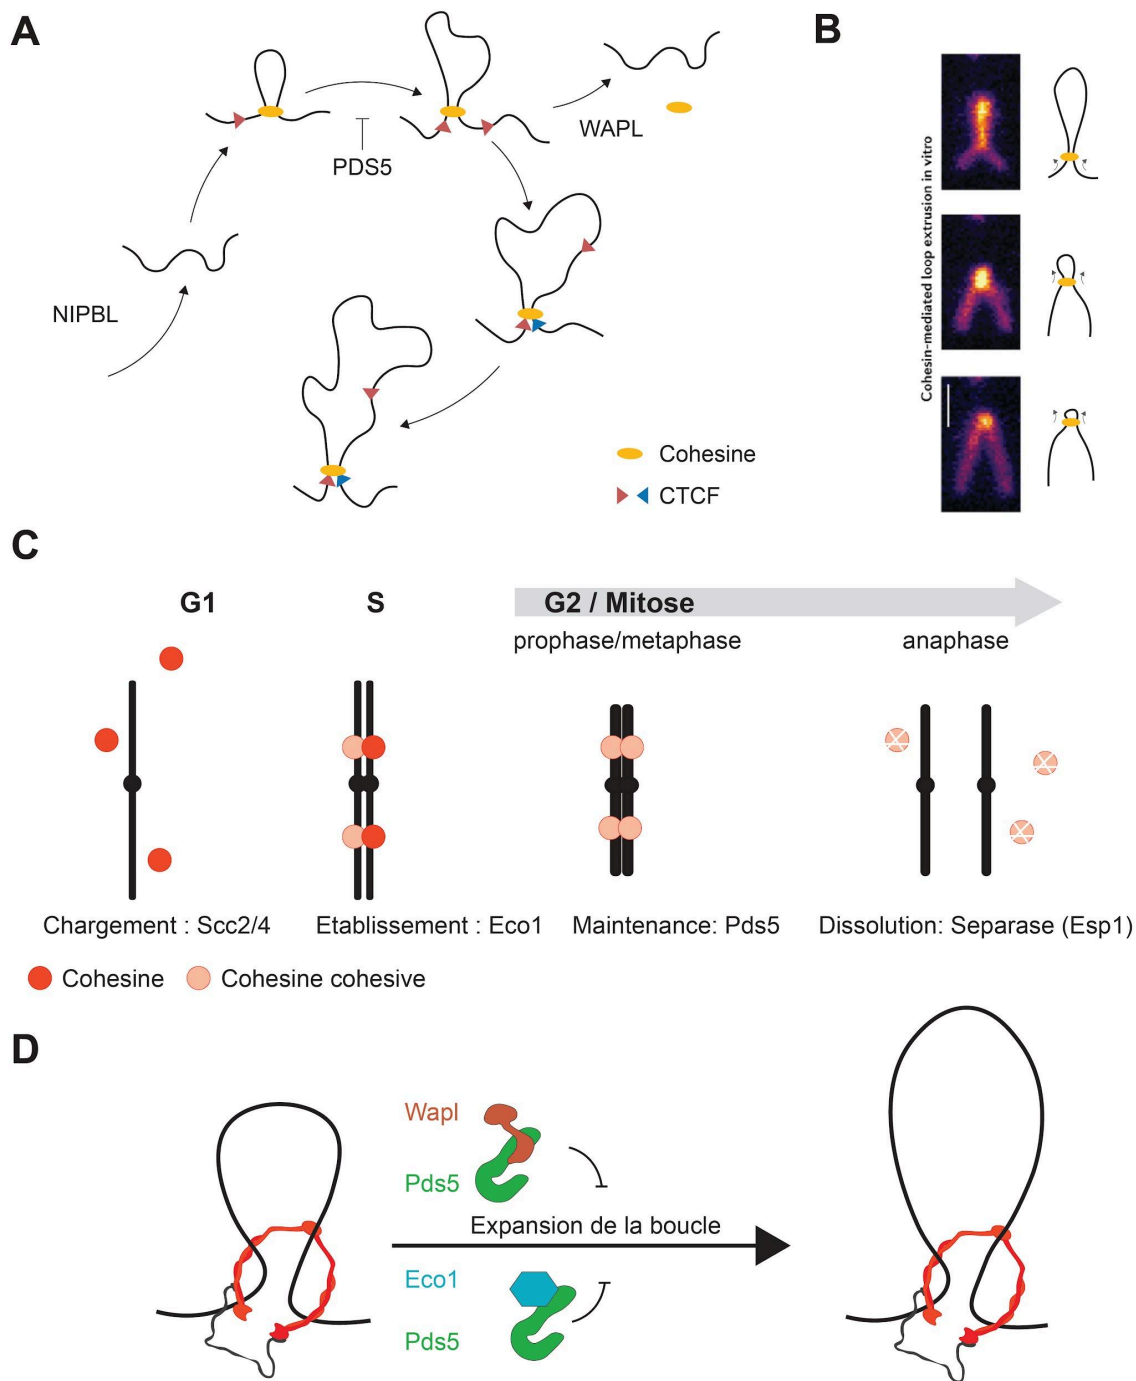 A
B
WAPL
PDS5
NIPBL
Cohesine
CTCF
Cohesin-mediated loop extrusion in vitro
C
G1
S
G2 / Mitose
prophase/metaphase
anaphase
Chargement : Scc2/4
Etablissement : Eco1
Maintenance: Pds5
Dissolution: Separase (Esp1)
Cohesine
Cohesine cohesive
D
Wapl
Pds5
Expansion de la boucle
Eco1
Pds5